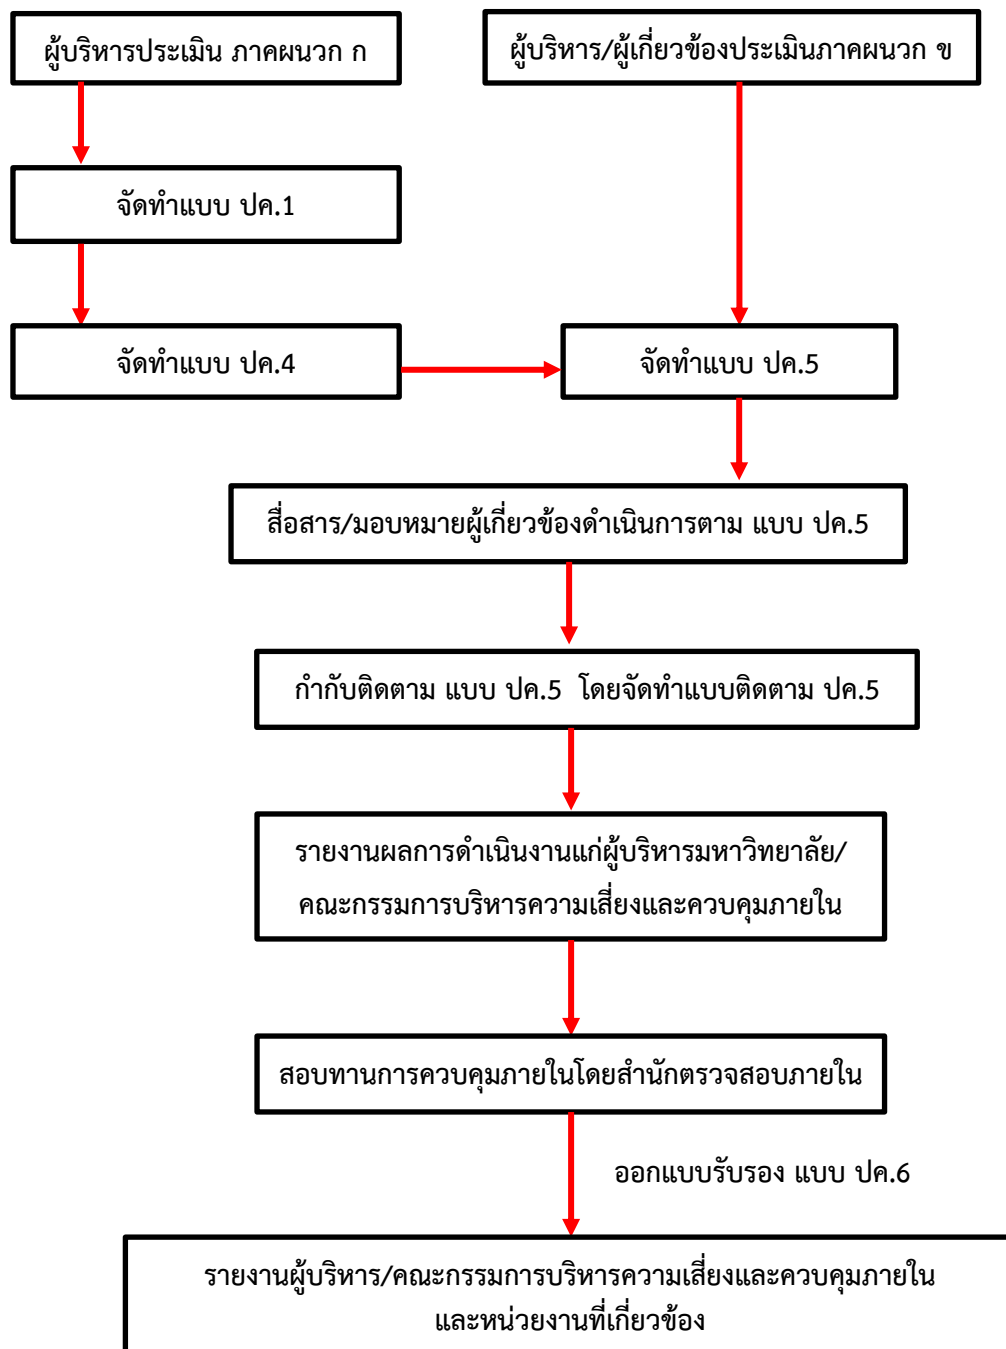 ผู้บริหารประเมิน ภาคผนวก ก
ผู้บริหาร/ผู้เกี่ยวข้องประเมินภาคผนวก ข
จัดทำแบบ ปค.1
จัดทำแบบ ปค.4
จัดทำแบบ ปค.5
สื่อสาร/มอบหมายผู้เกี่ยวข้องดำเนินการตาม แบบ ปค.5
กำกับติดตาม แบบ ปค.5 โดยจัดทำแบบติดตาม ปค.5
รายงานผลการดำเนินงานแก่ผู้บริหารมหาวิทยาลัย/
คณะกรรมการบริหารความเสี่ยงและควบคุมภายใน
สอบทานการควบคุมภายในโดยสำนักตรวจสอบภายใน
ออกแบบรับรอง แบบ ปค.6
รายงานผู้บริหาร/คณะกรรมการบริหารความเสี่ยงและควบคุมภายใน
และหน่วยงานที่เกี่ยวข้อง